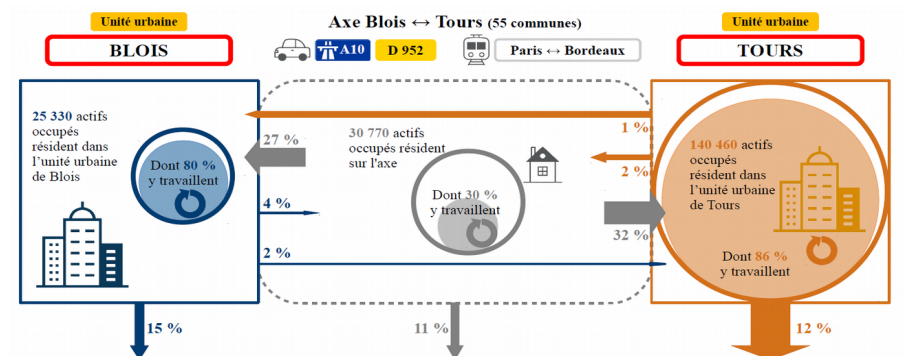 Unité urbaine
BLOIS
Axe Blois ↔ Tours (55 communes)
A10
D 952
Paris ↔ Bordeaux
Unité urbaine
TOURS
25 330 actifs
occupés
résident dans
l'unité urbaine
de Blois
Dont 80 %
y travaillent
27 %
4 %
2 %
30 770 actifs
occupés résident
sur l'axe
Dont 30 %
y travaillent
1 %
2 %
32 %
140 460 actifs
occupés
résident dans
l'unité urbaine
de Tours
Dont 86 %
y travaillent
15 %
11 %
12 %